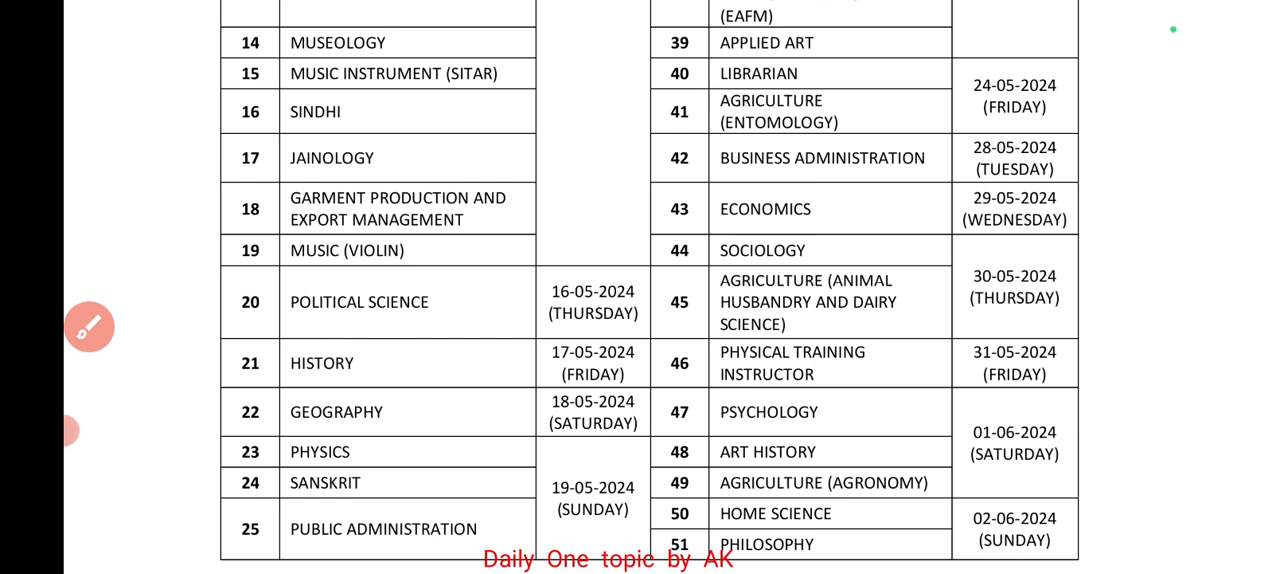 (EAFM)
14 MUSEOLOGY 39 APPLIED ART
15 MUSIC INSTRUMENT (SITAR) 40 LIBRARIAN 24-05-2024
(FRIDAY)
16 SINDHI 41 AGRICULTURE
(ENTOMOLOGY)
17 JAINOLOGY 42 BUSINESS ADMINISTRATION 28-05-2024
(TUESDAY)
18 GARMENT PRODUCTION AND
EXPORT MANAGEMENT 43 ECONOMICS 29-05-2024
(WEDNESDAY)
19 MUSIC (VIOLIN) 44 SOCIOLOGY 30-05-2024
(THURSDAY)
20 POLITICAL SCIENCE 16-05-2024
(THURSDAY) 45 AGRICULTURE (ANIMAL
HUSBANDRY AND DAIRY
SCIENCE)
21 HISTORY 17-05-2024
(FRIDAY) 46 PHYSICAL TRAINING
INSTRUCTOR 31-05-2024
(FRIDAY)
22 GEOGRAPHY 18-05-2024
(SATURDAY) 47 PSYCHOLOGY 01-06-2024
(SATURDAY)
23 PHYSICS 19-05-2024
(SUNDAY) 48 ART HISTORY
24 SANSKRIT 49 AGRICULTURE (AGRONOMY)
25 PUBLIC ADMINISTRATION 50 HOME SCIENCE 02-06-2024
(SUNDAY)
51 PHILOSOPHY
Daily One topic by AK